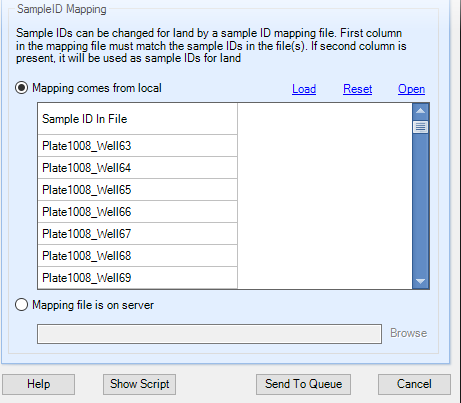 SampleID Mapping
Sample IDs can be changed for land by a sample ID mapping file. First column
in the mapping file must match the sample IDs in the file(s). If second column is
present, it will be used as sample IDs for land
Mapping comes from local Load Reset Open
Sample ID In File
Plate1008_Well63
Plate1008_Well64
Plate1008_Well65
Plate1008_Well66
Plate1008_Well67
Plate1008_Well68
Plate1008_Well69
Mapping file is on server
Browse
Help Show Script Send To Queue Cancel